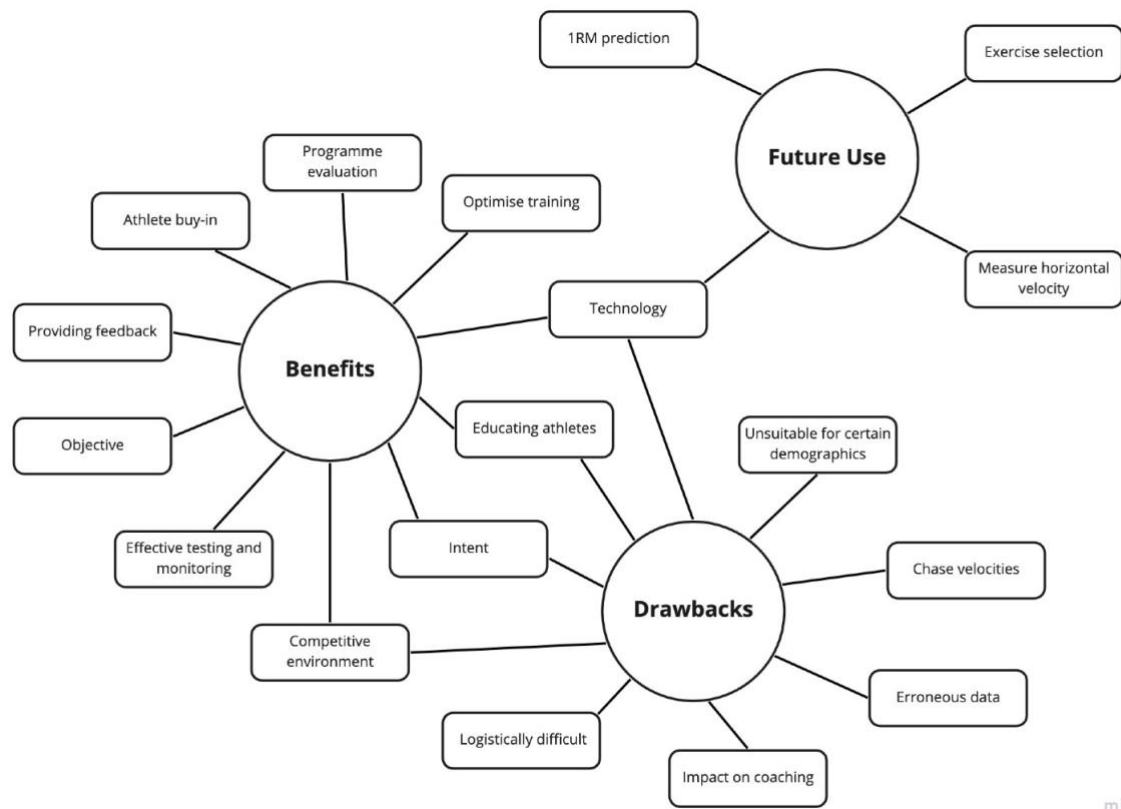 1RM prediction
Exercise selection
Future Use
Programme
evaluation
Optimise training
Athlete buy-in
Measure horizontal
velocity
Technology
Providing feedback
Benefits
Educating athletes
Unsuitable for certain
demographics
Objective
Effective testing and
monitoring
Intent
Chase velocities
Drawbacks
Competitive
environment
Erroneous data
Logistically difficult
Impact on coaching